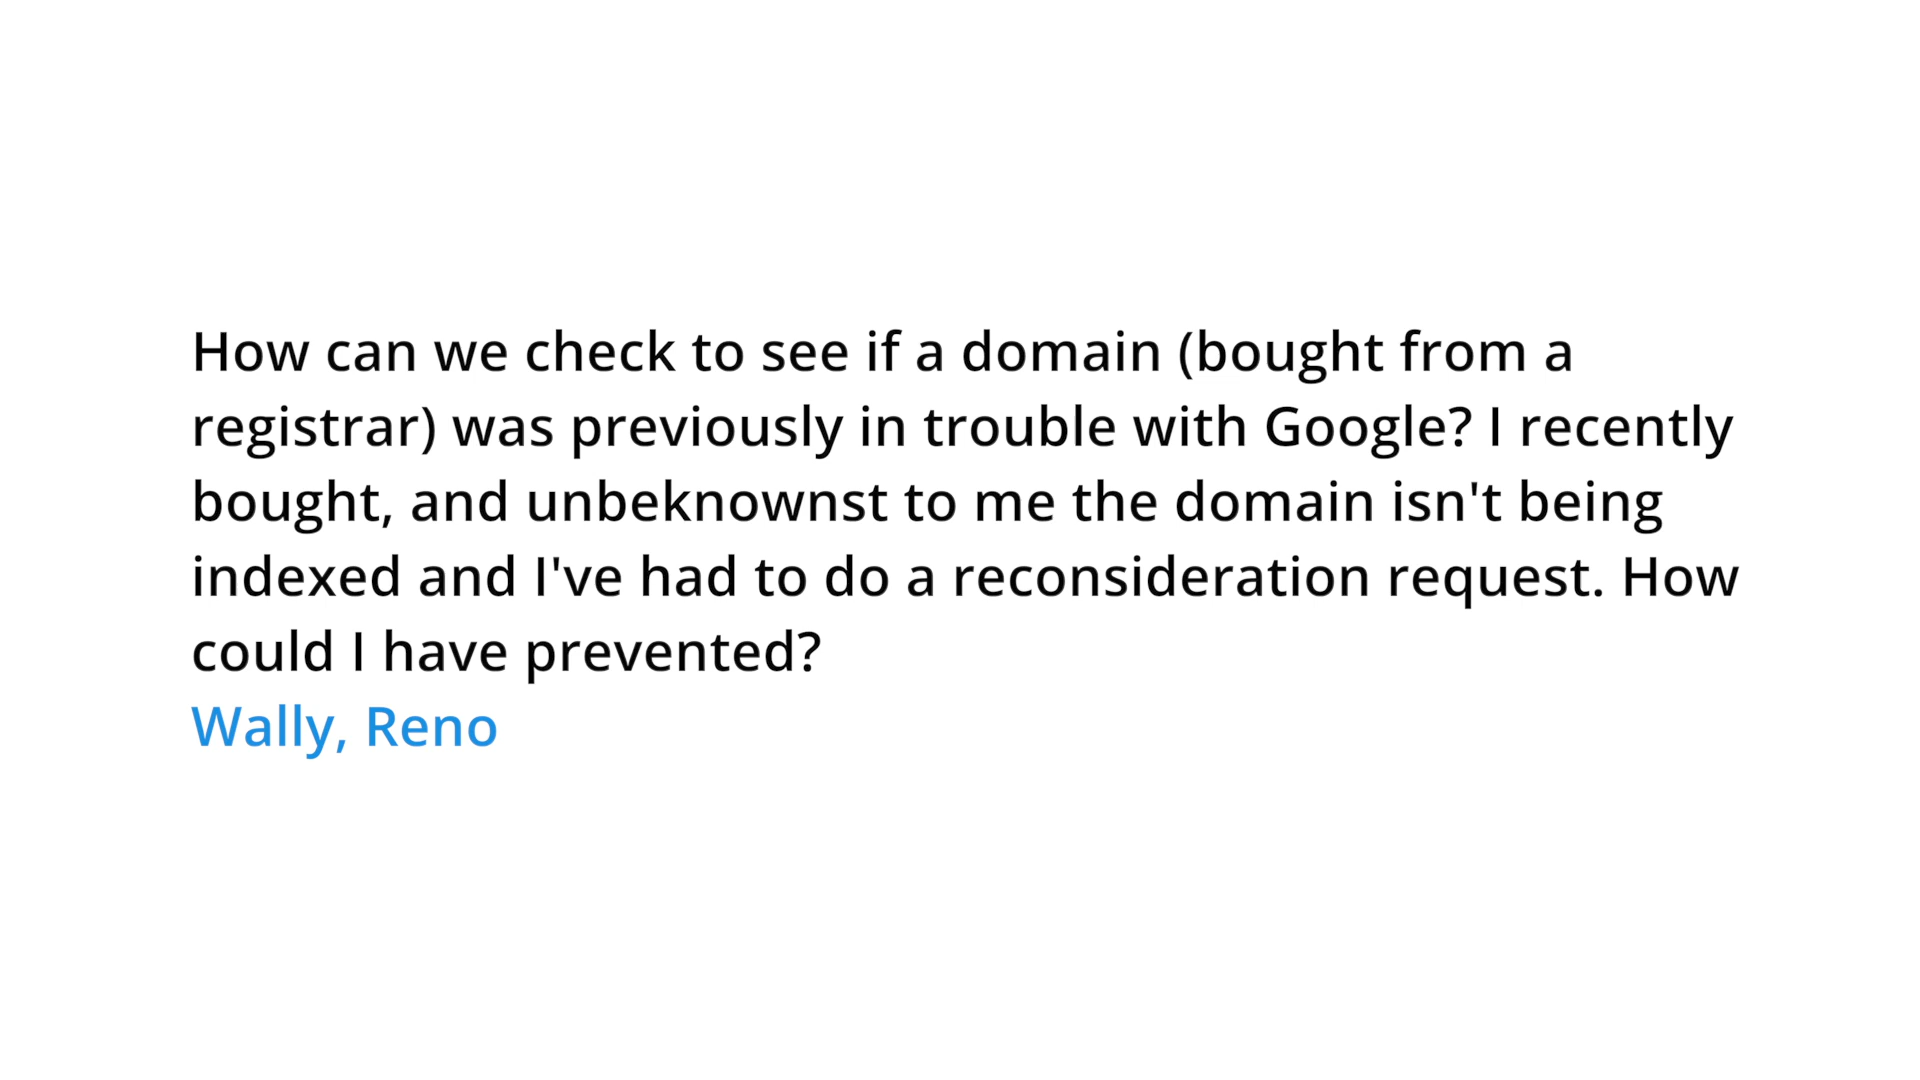 How can we check to see if a domain (bought from a
registrar) was previously in trouble with Google? I recently
bought, and unbeknownst to me the domain isn't being
indexed and I've had to do a reconsideration request. How
could I have prevented?
Wally, Reno